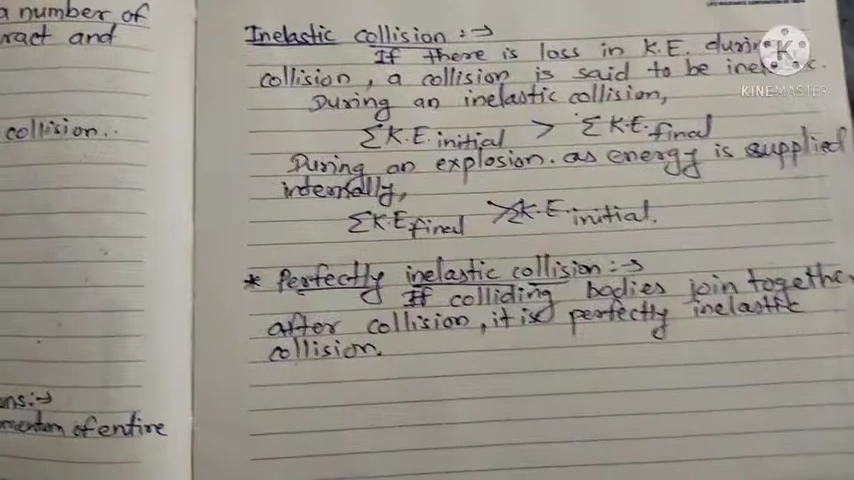 a number of
ract and
collision..
ns:→
mentum of entire
Inelastic collision :→
If there is loss in K.E. during
collision, a collision is said to be
During an inelastic collision,
ΣK.E. initial > ΣK.E. final
During an explosion. as energy is supplied
internally,
ΣK.E final > ΣK.E. initial.
* Perfectly inelastic collision :→
If colliding bodies join together
after collision, it is perfectly inelastic
collision.
K
KINEMASTER